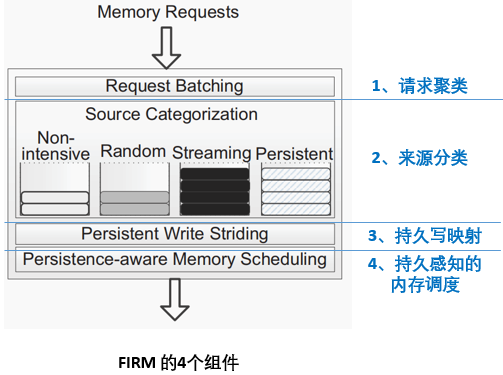 Memory Requests
Request Batching
1、请求聚类
Source Categorization
Non-
intensive
Random
Streaming
Persistent
2、来源分类
Persistent Write Striding
3、持久写映射
Persistence-aware Memory Scheduling
4、持久感知的
内存调度
FIRM 的4个组件